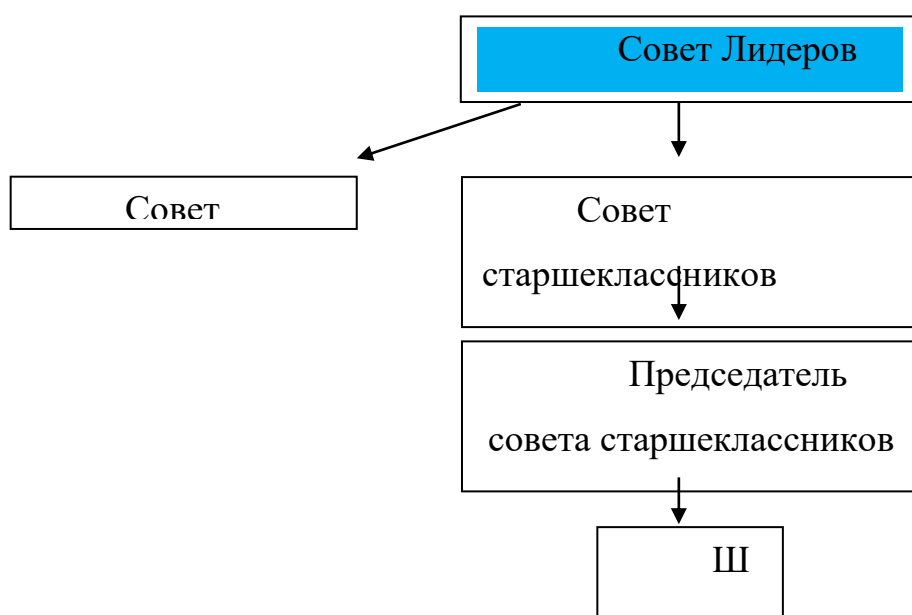 Совет Лидеров
Совет
Совет
старшеклассников
Председатель
совета старшеклассников
Ш